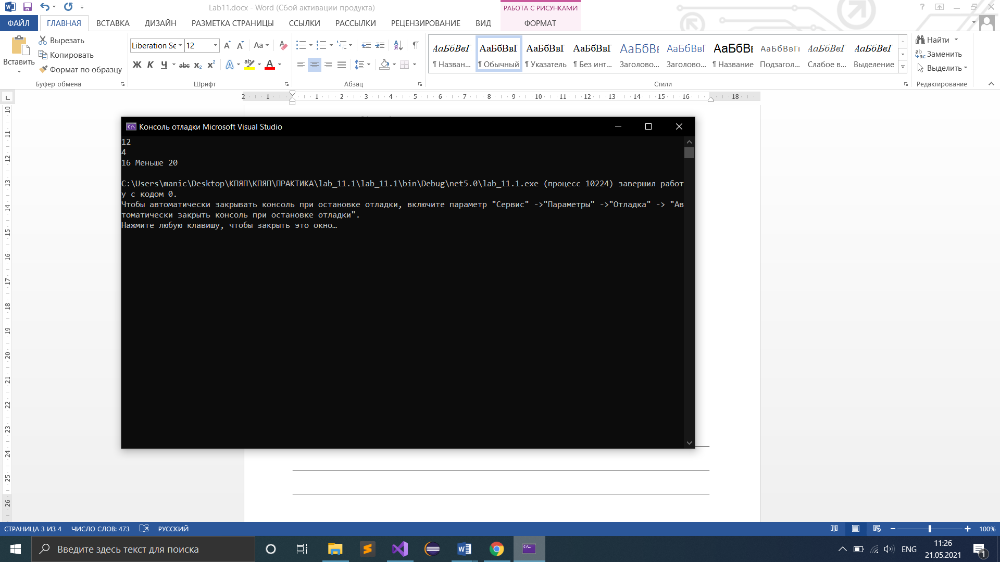 Lab11.docx - Word (Сбой активации продукта)
РАБОТА С РИСУНКАМИ
ФАЙЛ ГЛАВНАЯ ВСТАВКА ДИЗАЙН РАЗМЕТКА СТРАНИЦЫ ССЫЛКИ РАССЫЛКИ РЕЦЕНЗИРОВАНИЕ ВИД ФОРМАТ
Вставить
Вырезать
Копировать
Формат по образцу
Буфер обмена
Liberation Se 12
Ж К Ч abc x₂ x²
Шрифт
Абзац
АаБбВвГ АаБбВвГ АаБбВвГ АаБбВвГ АаБбВв АаБбВвГ АаБбВв АаБбВвГг АаБбВвГ АаБбВвГ
¶ Назван... ¶ Обычный ¶ Указатель ¶ Без инт... Заголово... Заголово... ¶ Название Подзагол... Слабое в... Выделение
Стили
Найти
Заменить
Выделить
Редактирование
2 1 1 2 3 4 5 6 7 8 9 10 11 12 13 14 15 16 18
10
11
12
13
14
15
16
17
18
19
20
21
22
23
24
25
26
Консоль отладки Microsoft Visual Studio
12
4
16 Меньше 20
C:\Users\manic\Desktop\КПЯП\КПЯП\ПРАКТИКА\lab_11.1\lab_11.1\bin\Debug\net5.0\lab_11.1.exe (процесс 10224) завершил работ
у с кодом 0.
Чтобы автоматически закрывать консоль при остановке отладки, включите параметр "Сервис" ->"Параметры" ->"Отладка" -> "Ав
томатически закрыть консоль при остановке отладки".
Нажмите любую клавишу, чтобы закрыть это окно…
СТРАНИЦА 3 ИЗ 4 ЧИСЛО СЛОВ: 473 РУССКИЙ 100%
Введите здесь текст для поиска
ENG
11:26
21.05.2021
1